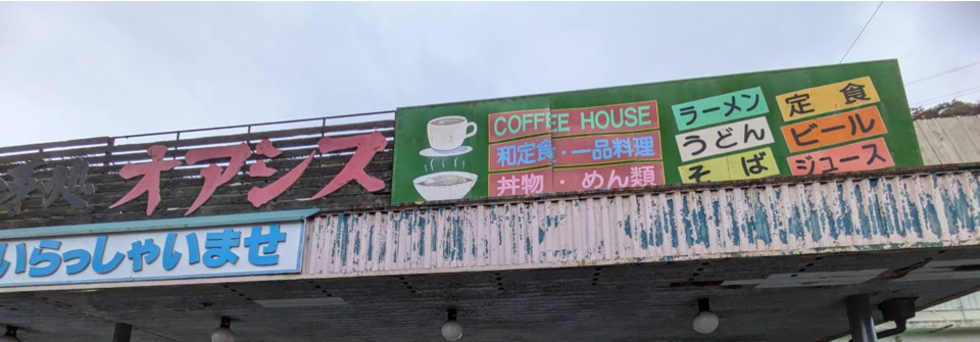 処 オアシス
いらっしゃいませ
COFFEE HOUSE
和定食・一品料理
丼物・めん類
ラーメン
うどん
そば
定食
ビール
ジュース